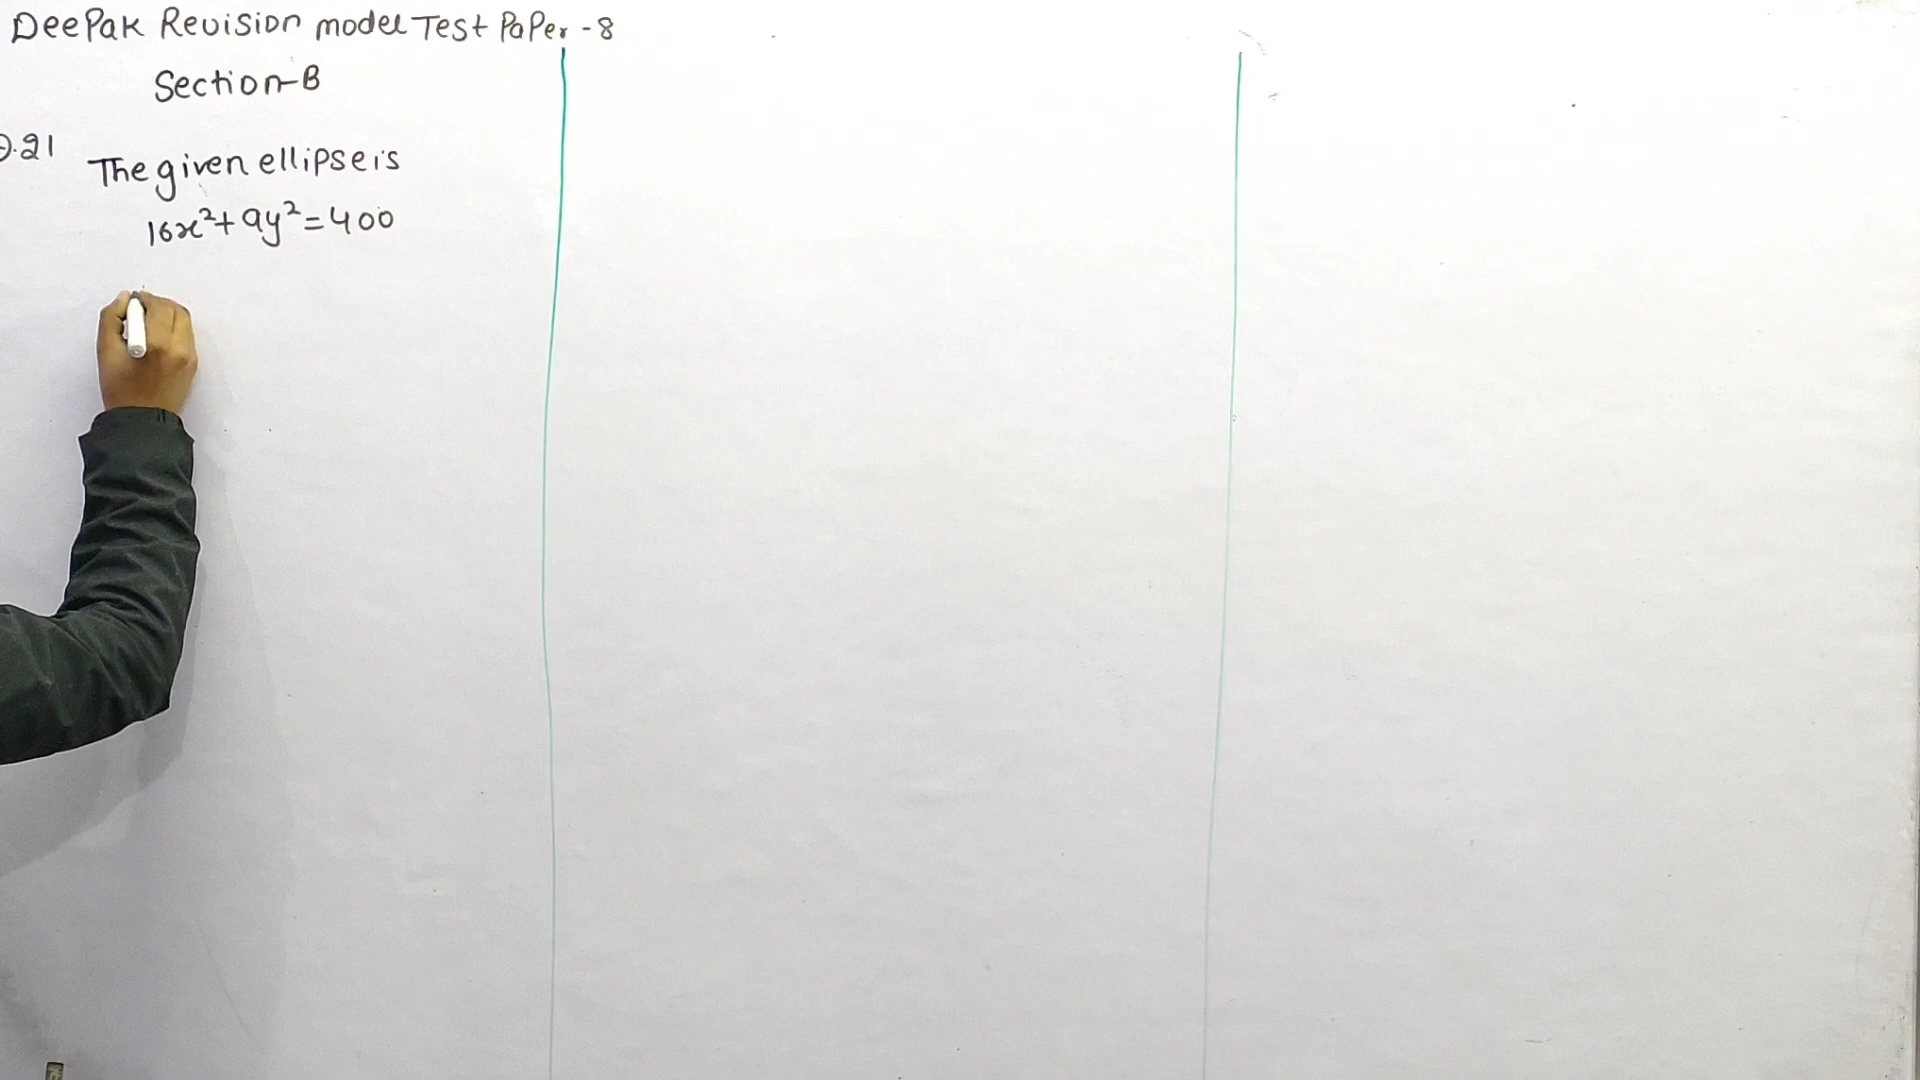 DeePak Revision model Test PaPer - 8
Section-B
Q.21
The given ellipse is
16x²+9y²=400